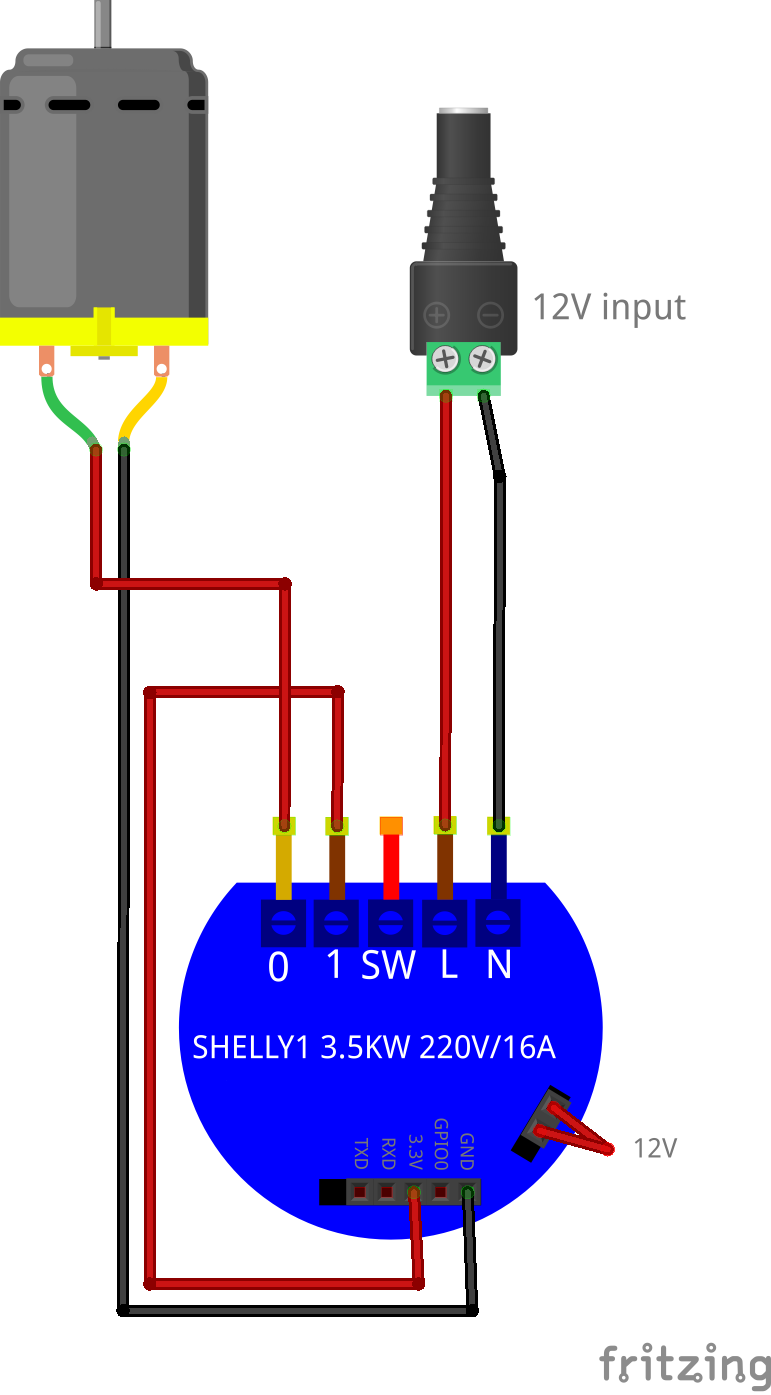 12V input
0 1 SW L N
SHELLY1 3.5KW 220V/16A
TXD
RXD
3.3V
GPIO0
GND
12V
fritzing